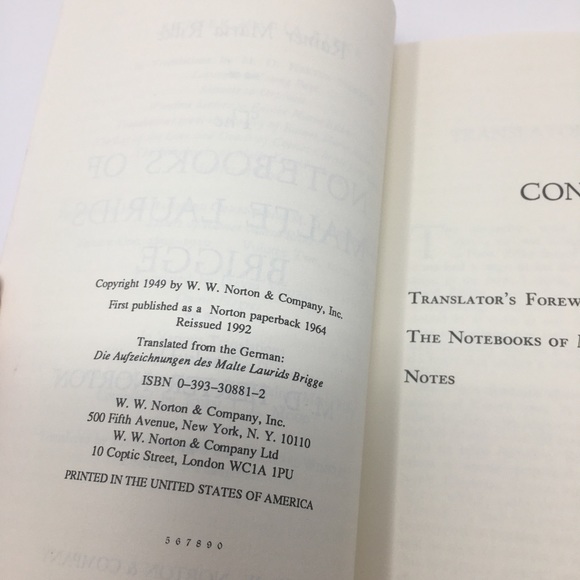 Copyright 1949 by W. W. Norton & Company, Inc.
First published as a Norton paperback 1964
Reissued 1992
Translated from the German:
Die Aufzeichnungen des Malte Laurids Brigge
ISBN 0-393-30881-2
W. W. Norton & Company, Inc.
500 Fifth Avenue, New York, N. Y. 10110
W. W. Norton & Company Ltd
10 Coptic Street, London WC1A 1PU
PRINTED IN THE UNITED STATES OF AMERICA
5 6 7 8 9 0
CON
TRANSLATOR'S FOREW
THE NOTEBOOKS OF
NOTES